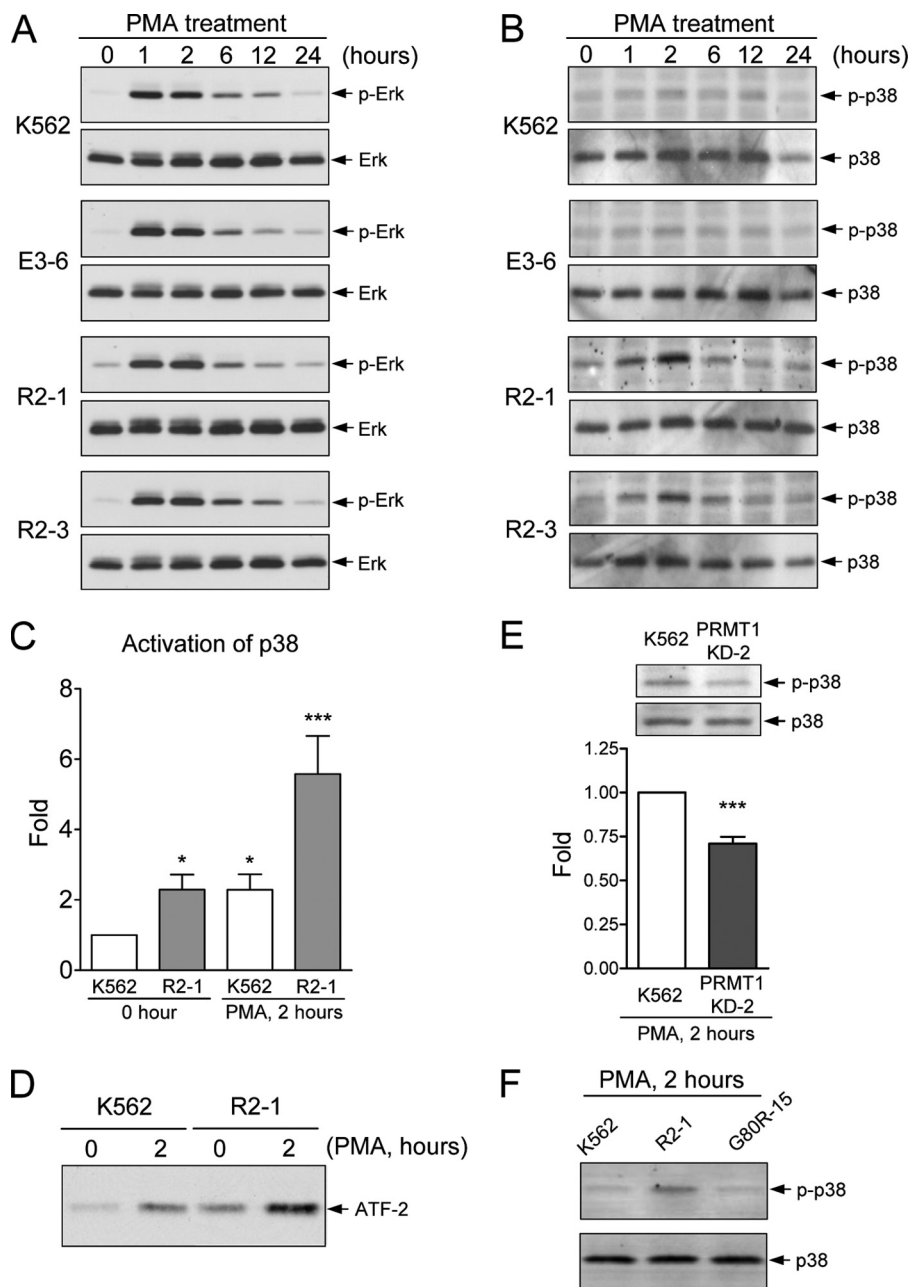 A
PMA treatment
0 1 2 6 12 24 (hours)
K562
p-Erk
Erk
E3-6
p-Erk
Erk
R2-1
p-Erk
Erk
R2-3
p-Erk
Erk
B
PMA treatment
0 1 2 6 12 24 (hours)
K562
p-p38
p38
E3-6
p-p38
p38
R2-1
p-p38
p38
R2-3
p-p38
p38
C
Activation of p38
Fold
8
6
4
2
0
* * ***
K562 R2-1 K562 R2-1
0 hour PMA, 2 hours
E
K562 PRMT1
KD-2
p-p38
p38
Fold
1.25
1.00
0.75
0.50
0.25
0.00
***
K562 PRMT1
KD-2
PMA, 2 hours
D
K562 R2-1
0 2 0 2 (PMA, hours)
ATF-2
F
PMA, 2 hours
K562 R2-1 G80R-15
p-p38
p38